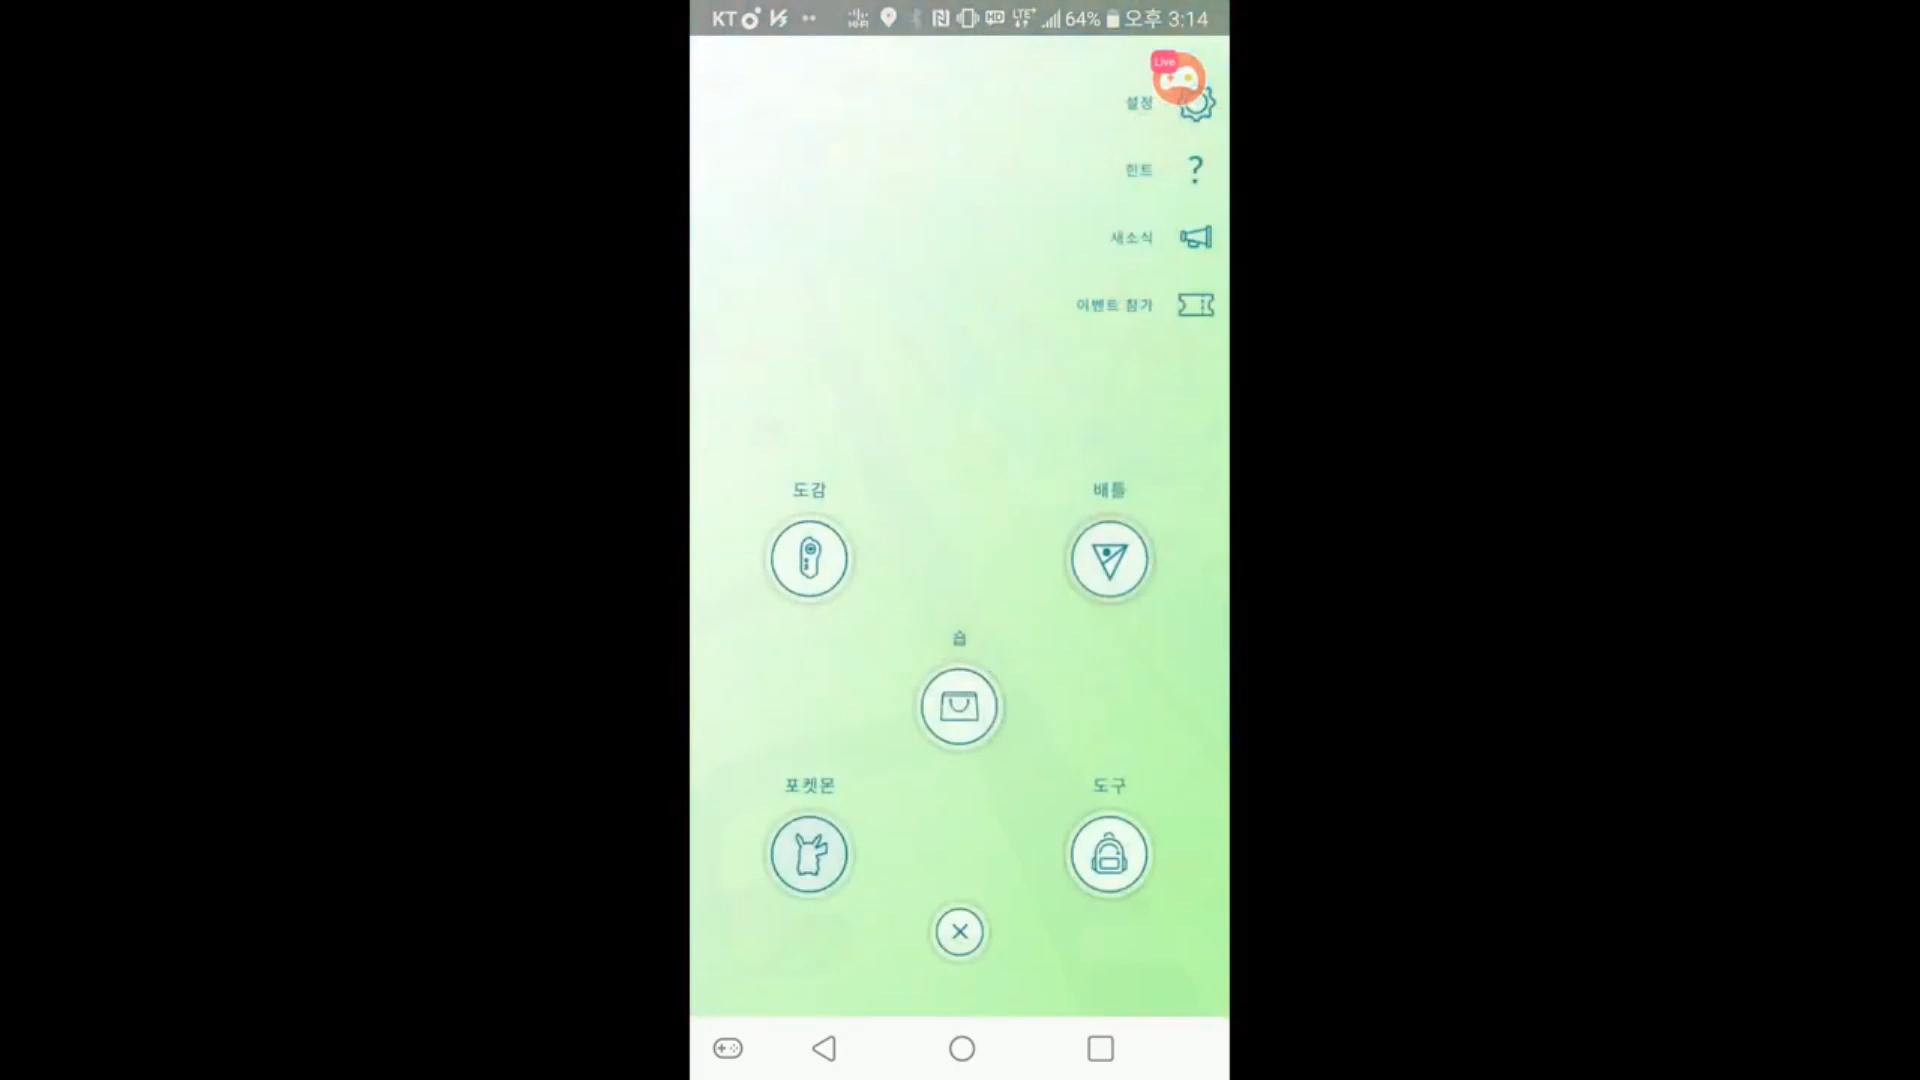 KT 64% 오후 3:14
Live
설정
힌트
새소식
이벤트 참가
도감
배틀
숍
포켓몬
도구